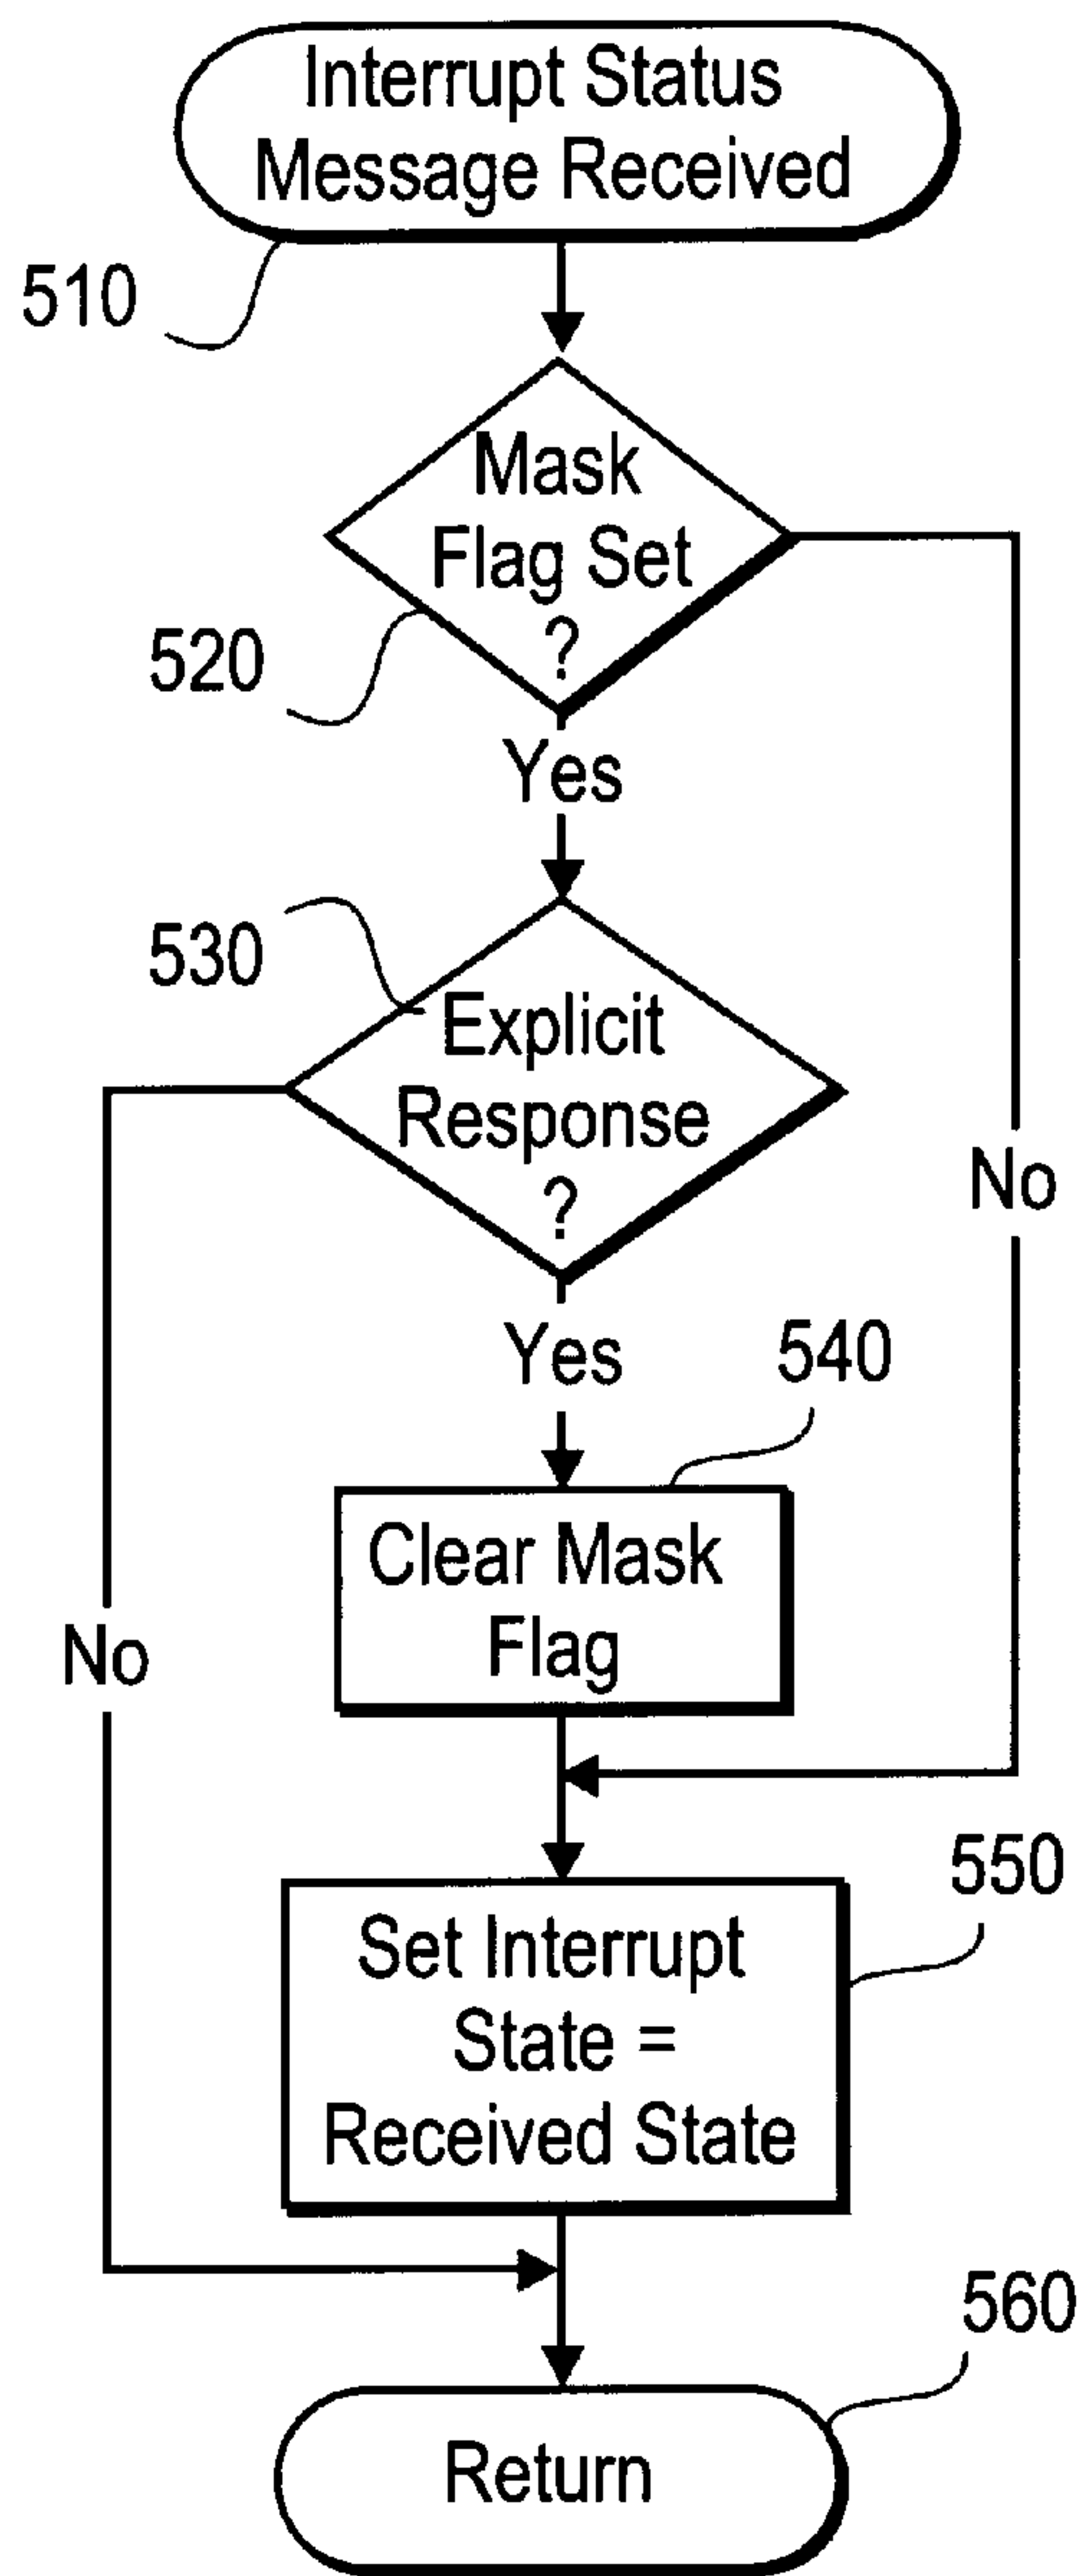 Interrupt Status
Message Received
510
Mask
Flag Set
?
520
Yes
530
Explicit
Response
?
No
Yes
540
Clear Mask
Flag
No
550
Set Interrupt
State =
Received State
560
Return